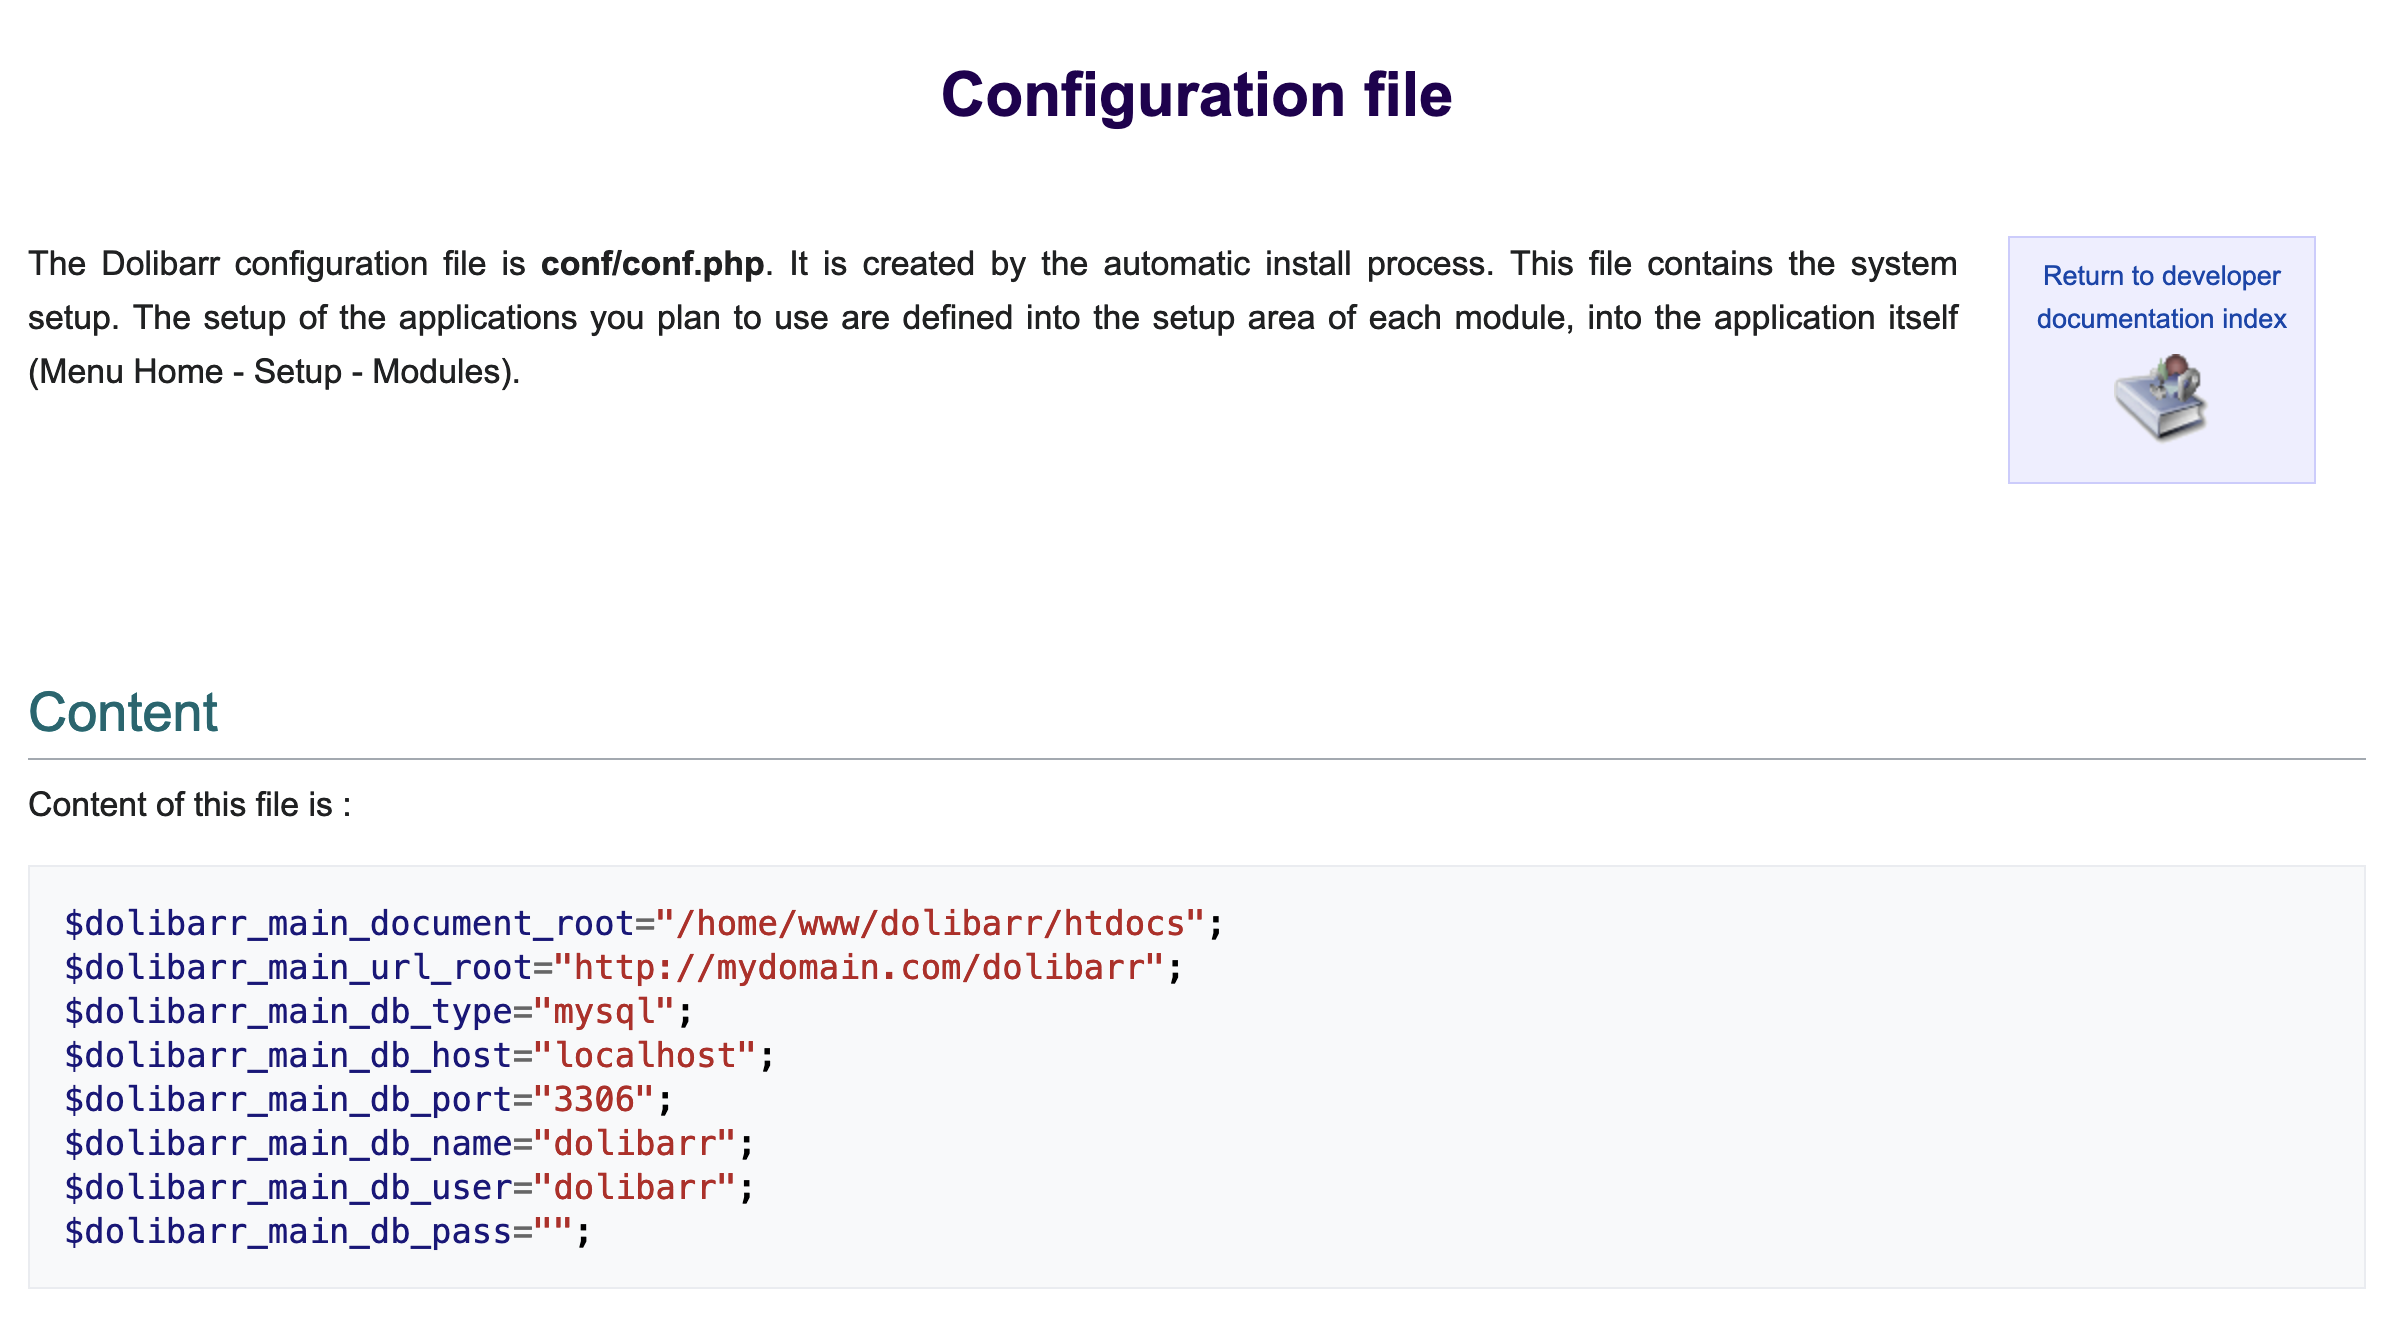 Configuration file
The Dolibarr configuration file is conf/conf.php. It is created by the automatic install process. This file contains the system
setup. The setup of the applications you plan to use are defined into the setup area of each module, into the application itself
(Menu Home - Setup - Modules).
Return to developer
documentation index
Content
Content of this file is :
$dolibarr_main_document_root="/home/www/dolibarr/htdocs";
$dolibarr_main_url_root="http://mydomain.com/dolibarr";
$dolibarr_main_db_type="mysql";
$dolibarr_main_db_host="localhost";
$dolibarr_main_db_port="3306";
$dolibarr_main_db_name="dolibarr";
$dolibarr_main_db_user="dolibarr";
$dolibarr_main_db_pass="";